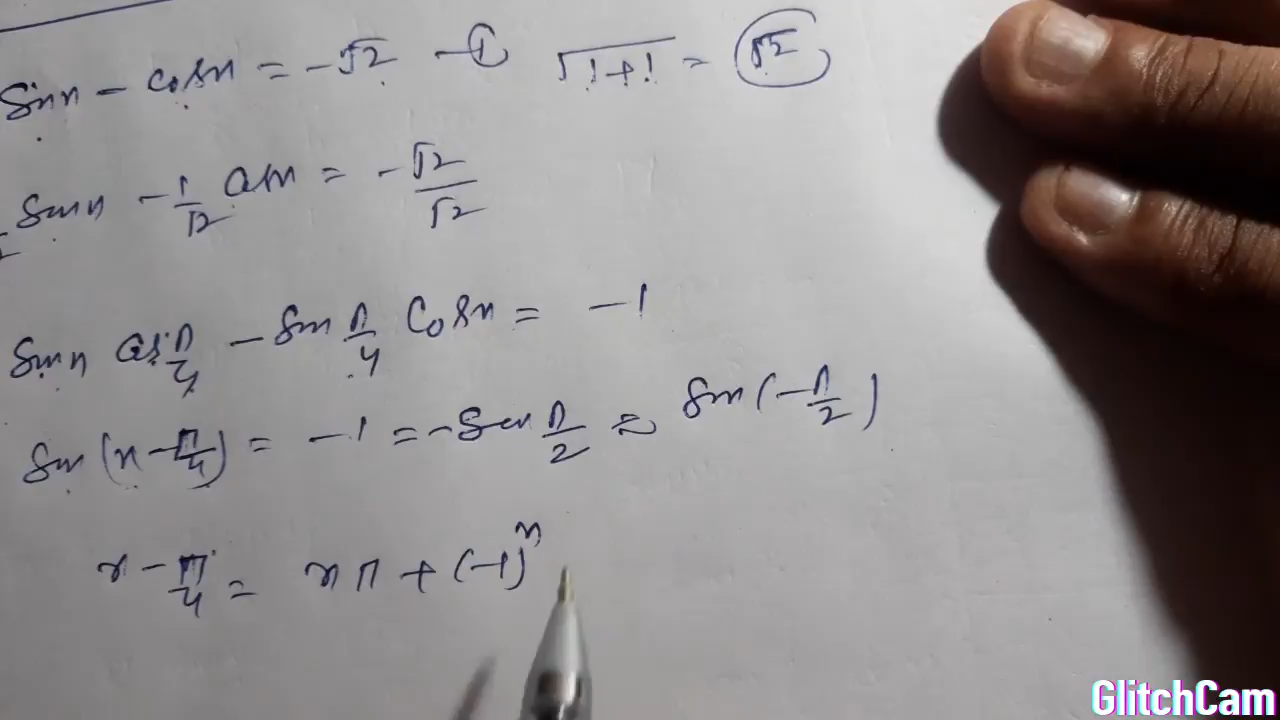 sinx - cosx = -√2 - ① √1+1 = √2
sinx - 1/√2 cosx = -√2/√2
sinx cos π/4 - sin π/4 cosx = -1
sin(x - π/4) = -1 = -sin π/2 = sin(-π/2)
x - π/4 = nπ + (-1)^n
GlitchCam